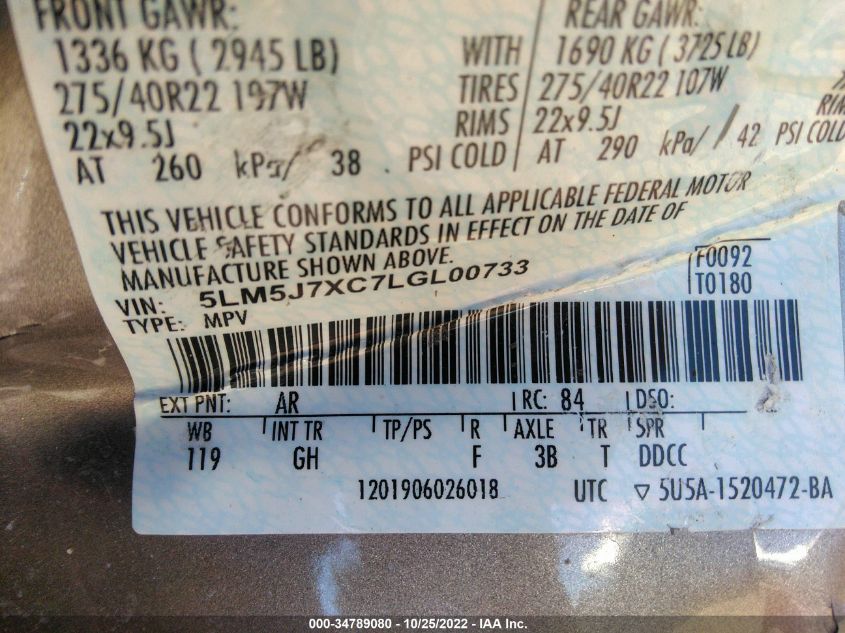 FRONT GAWR:
1336 KG ( 2945 LB)
275/40R22 107W
22x9.5J
AT 260 kPa/ 38 PSI COLD
WITH
TIRES
RIMS
REAR GAWR:
1690 KG ( 3725 LB)
275/40R22 107W
22x9.5J
AT 290 kPa/ 42 PSI COLD
THIS VEHICLE CONFORMS TO ALL APPLICABLE FEDERAL MOTOR
VEHICLE SAFETY STANDARDS IN EFFECT ON THE DATE OF
MANUFACTURE SHOWN ABOVE.
VIN: 5LM5J7XC7LGL00733
TYPE: MPV
F0092
T0180
EXT PNT: AR RC: 84 DSO:
WB INT TR TP/PS R AXLE TR SPR
119 GH F 3B T DDCC
1201906026018 UTC ▽ 5U5A-1520472-BA
000-34789080 - 10/25/2022 - IAA Inc.